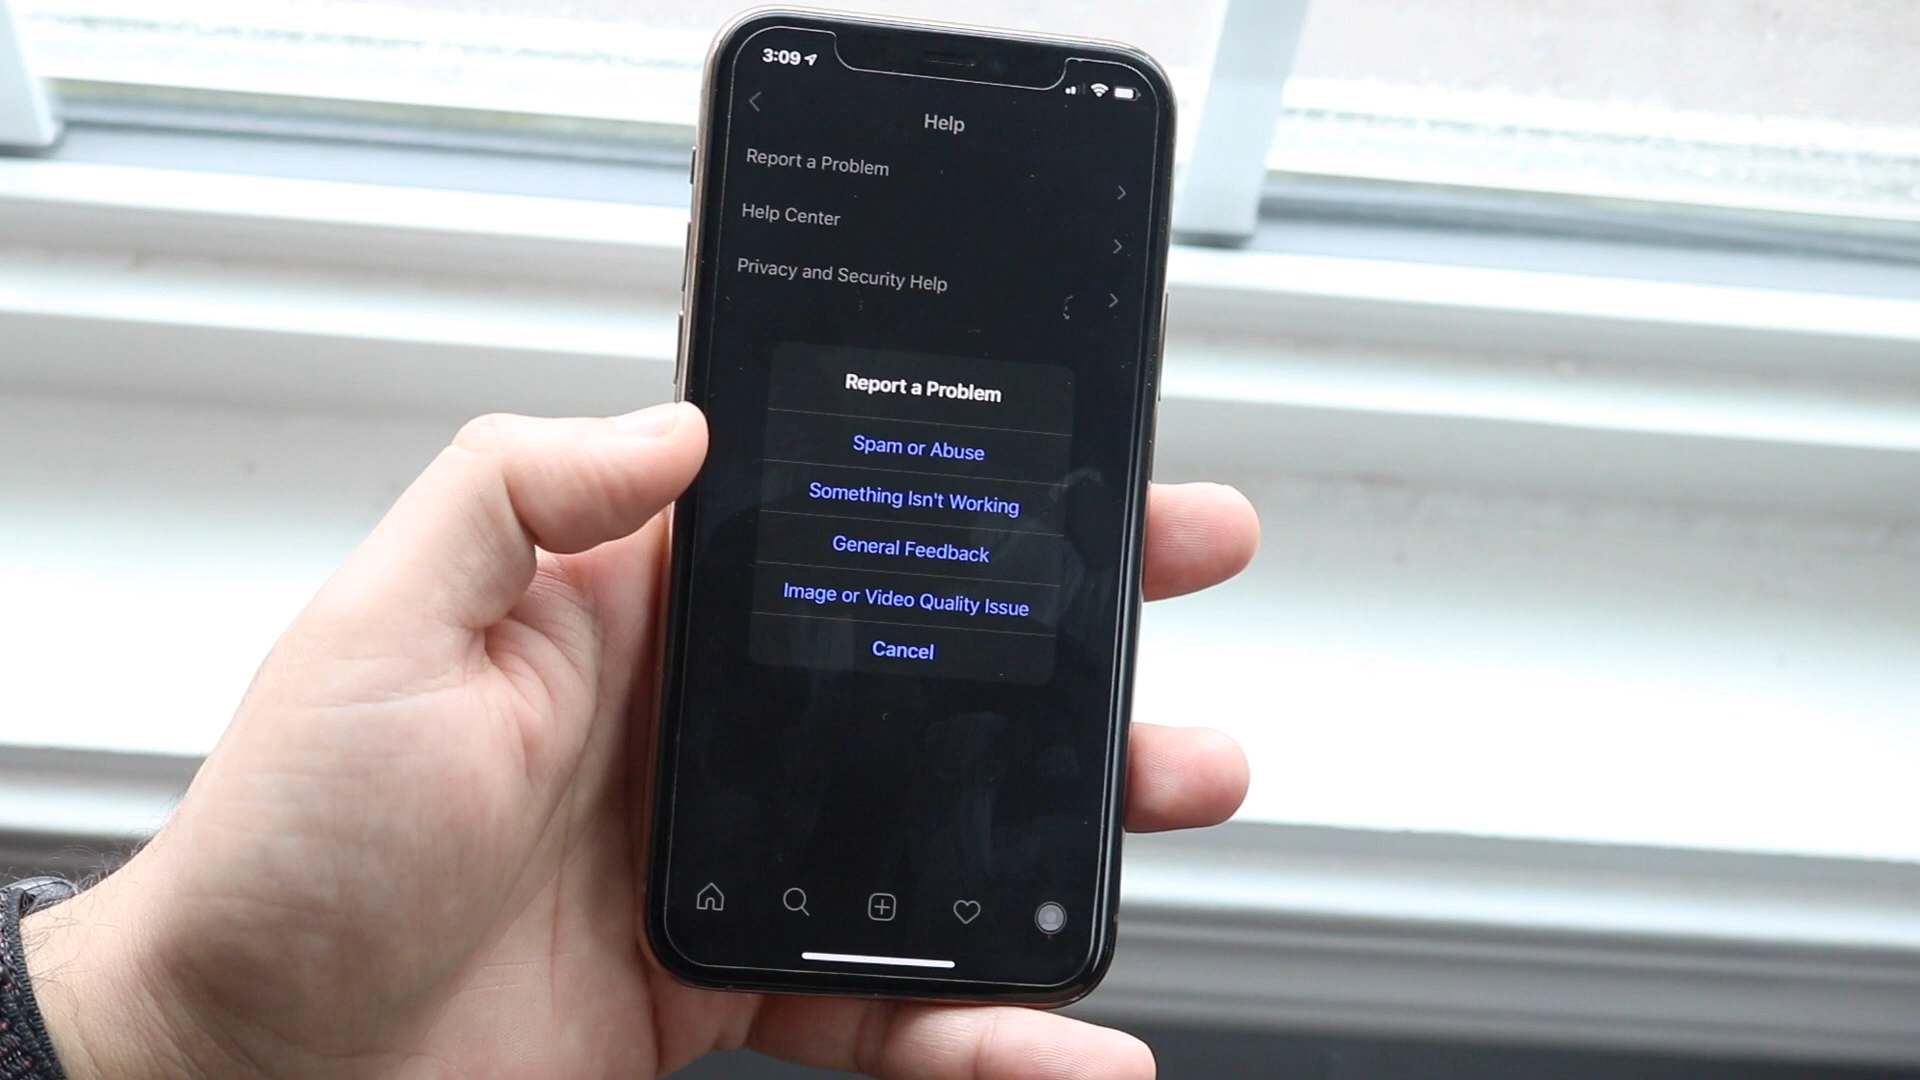 3:09
Help
Report a Problem
Help Center
Privacy and Security Help
Report a Problem
Spam or Abuse
Something Isn't Working
General Feedback
Image or Video Quality Issue
Cancel